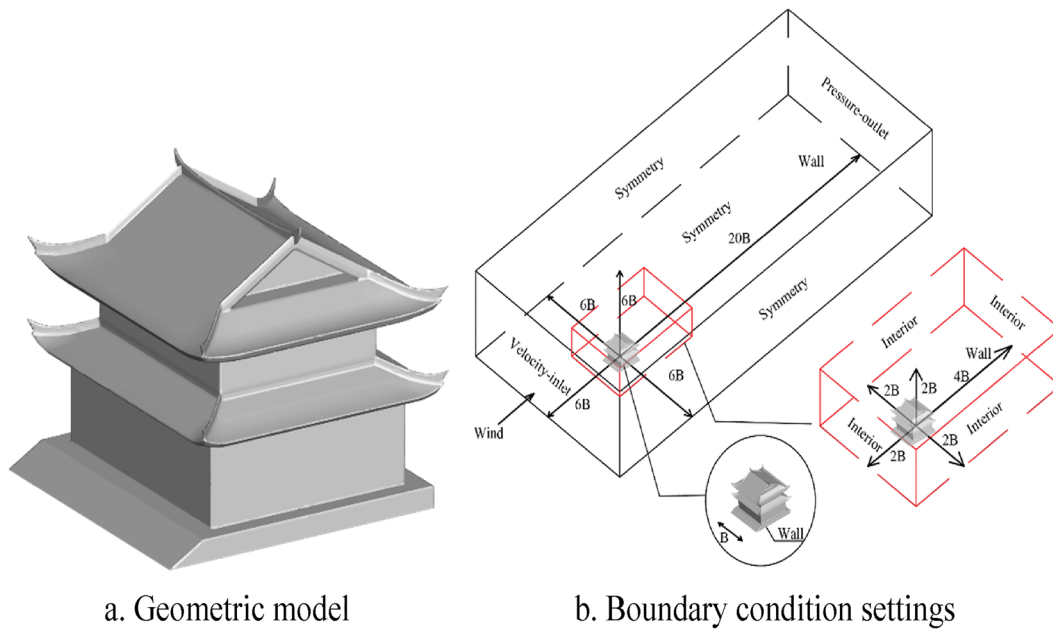 Pressure-outlet
Wall
Symmetry
Symmetry
20B
Symmetry
6B
6B
Velocity-inlet
6B
6B
Wind
Interior
Interior
Wall
4B
2B
2B
Interior
Interior
2B
2B
B
Wall
a. Geometric model
b. Boundary condition settings